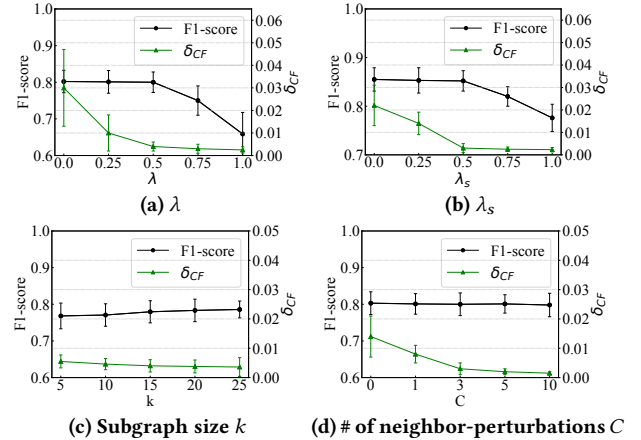 1.0
0.9
0.8
0.7
0.6
F1-score
0.06
0.05
0.04
0.03
0.02
0.01
0.00
δCF
F1-score
δCF
0.0 0.25 0.5 0.75 1.0
λ
(a) λ
1.0
0.9
0.8
0.7
F1-score
0.06
0.05
0.04
0.03
0.02
0.01
0.00
δCF
F1-score
δCF
0.0 0.25 0.5 0.75 1.0
λs
(b) λs
1.0
0.9
0.8
0.7
0.6
F1-score
0.05
0.04
0.03
0.02
0.01
0.00
δCF
F1-score
δCF
5 10 15 20 25
k
(c) Subgraph size k
1.0
0.9
0.8
0.7
0.6
F1-score
0.05
0.04
0.03
0.02
0.01
0.00
δCF
F1-score
δCF
0 1 3 5 10
C
(d) # of neighbor-perturbations C